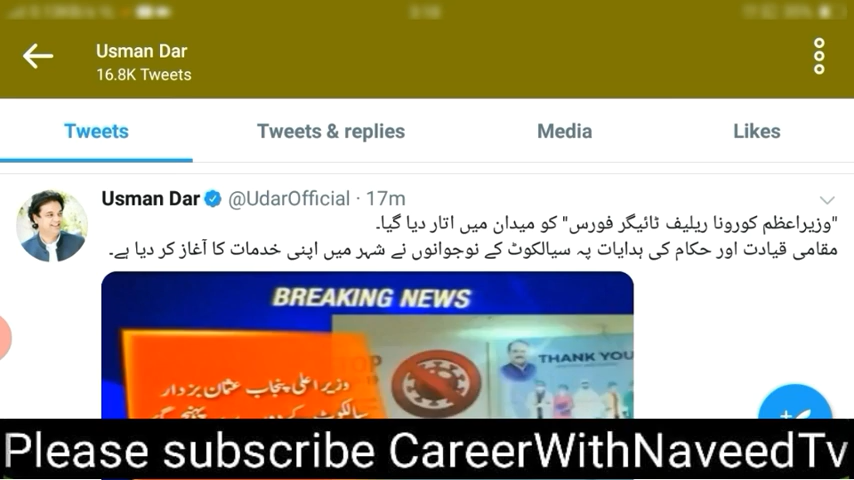 Usman Dar
16.8K Tweets
Tweets
Tweets & replies
Media
Likes
Usman Dar @UdarOfficial · 17m
"وزیراعظم کورونا ریلیف ٹائیگر فورس" کو میدان میں اتار دیا گیا۔
مقامی قیادت اور حکام کی ہدایات پہ سیالکوٹ کے نوجوانوں نے شہر میں اپنی خدمات کا آغاز کر دیا ہے۔
BREAKING NEWS
وزیراعلی پنجاب عثمان بزدار
THANK YOU
Please subscribe CareerWithNaveedTv